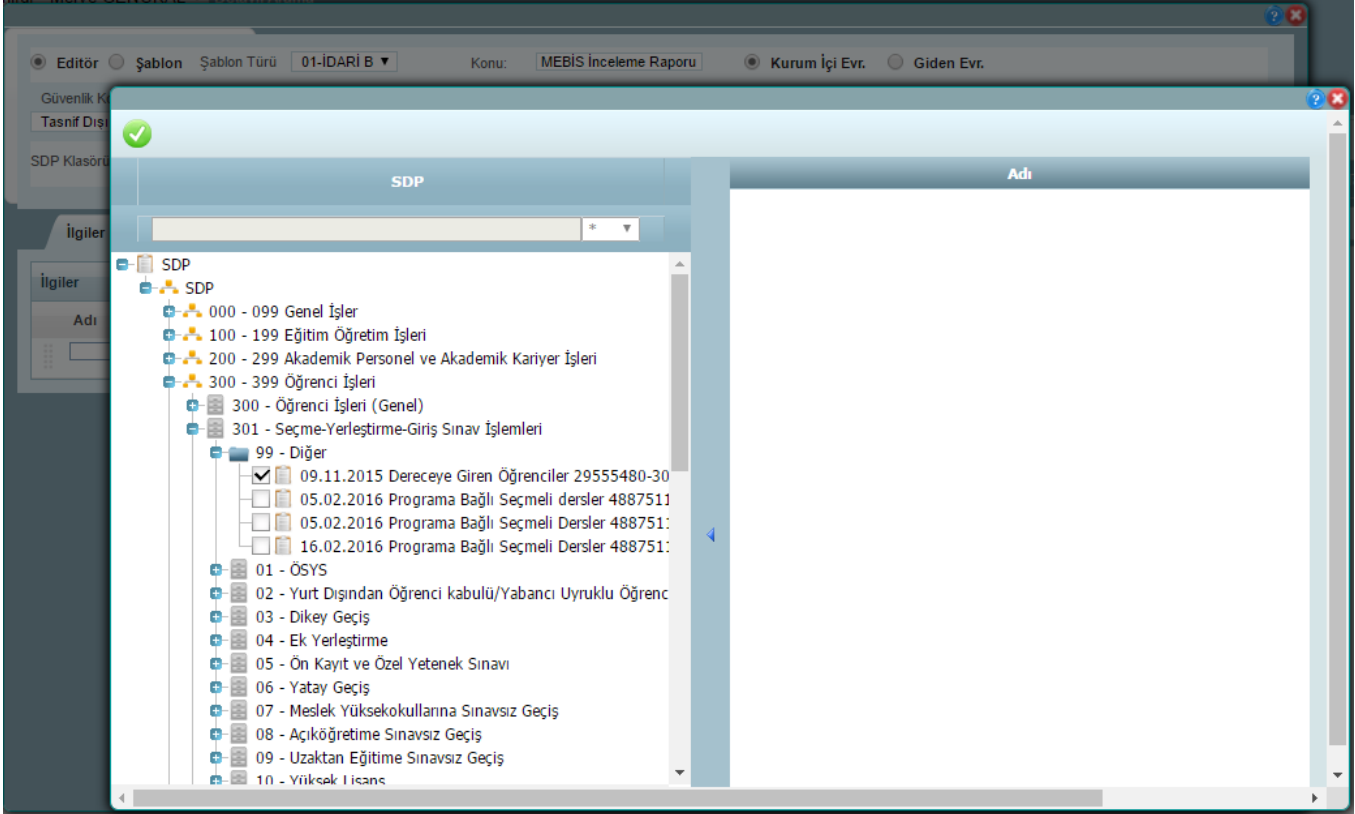 Editör Şablon Şablon Türü 01-İDARİ B Konu: MEBİS İnceleme Raporu Kurum İçi Evr. Giden Evr.
Güvenlik
Tasnif Dışı
SDP Klasörü
İlgiler
İlgiler
Adı
SDP
Adı
*
SDP
SDP
000 - 099 Genel İşler
100 - 199 Eğitim Öğretim İşleri
200 - 299 Akademik Personel ve Akademik Kariyer İşleri
300 - 399 Öğrenci İşleri
300 - Öğrenci İşleri (Genel)
301 - Seçme-Yerleştirme-Giriş Sınav İşlemleri
99 - Diğer
09.11.2015 Dereceye Giren Öğrenciler 29555480-30
05.02.2016 Programa Bağlı Seçmeli dersler 4887511
05.02.2016 Programa Bağlı Seçmeli Dersler 4887511
16.02.2016 Programa Bağlı Seçmeli Dersler 4887511
01 - ÖSYS
02 - Yurt Dışından Öğrenci kabulü/Yabancı Uyruklu Öğrenc
03 - Dikey Geçiş
04 - Ek Yerleştirme
05 - Ön Kayıt ve Özel Yetenek Sınavı
06 - Yatay Geçiş
07 - Meslek Yüksekokullarına Sınavsız Geçiş
08 - Açıköğretime Sınavsız Geçiş
09 - Uzaktan Eğitime Sınavsız Geçiş
10 - Yüksek Lisans